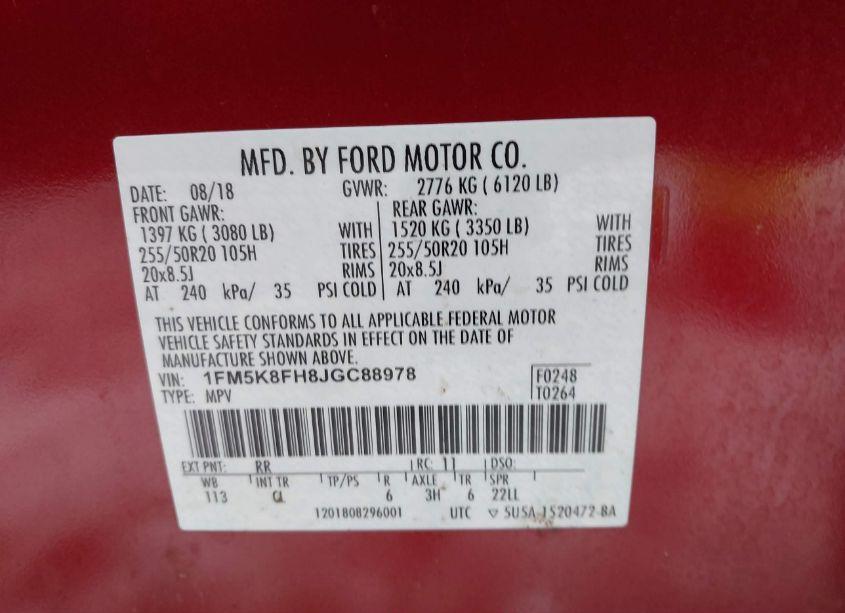 MFD. BY FORD MOTOR CO.
DATE: 08/18 GVWR: 2776 KG ( 6120 LB)
FRONT GAWR: REAR GAWR:
1397 KG ( 3080 LB) WITH 1520 KG ( 3350 LB) WITH
255/50R20 105H TIRES 255/50R20 105H TIRES
20x8.5J RIMS 20x8.5J RIMS
AT 240 kPa/ 35 PSI COLD AT 240 kPa/ 35 PSI COLD
THIS VEHICLE CONFORMS TO ALL APPLICABLE FEDERAL MOTOR
VEHICLE SAFETY STANDARDS IN EFFECT ON THE DATE OF
MANUFACTURE SHOWN ABOVE.
VIN: 1FM5K8FH8JGC88978 F0248
TYPE: MPV T0264
EXT PNT: RR RC: 11 DSO:
WB INT TR TP/PS R AXLE TR SPR
113 6 3H 6 22LL
1201808296001 UTC ▽ 5U5A-1520472-BA